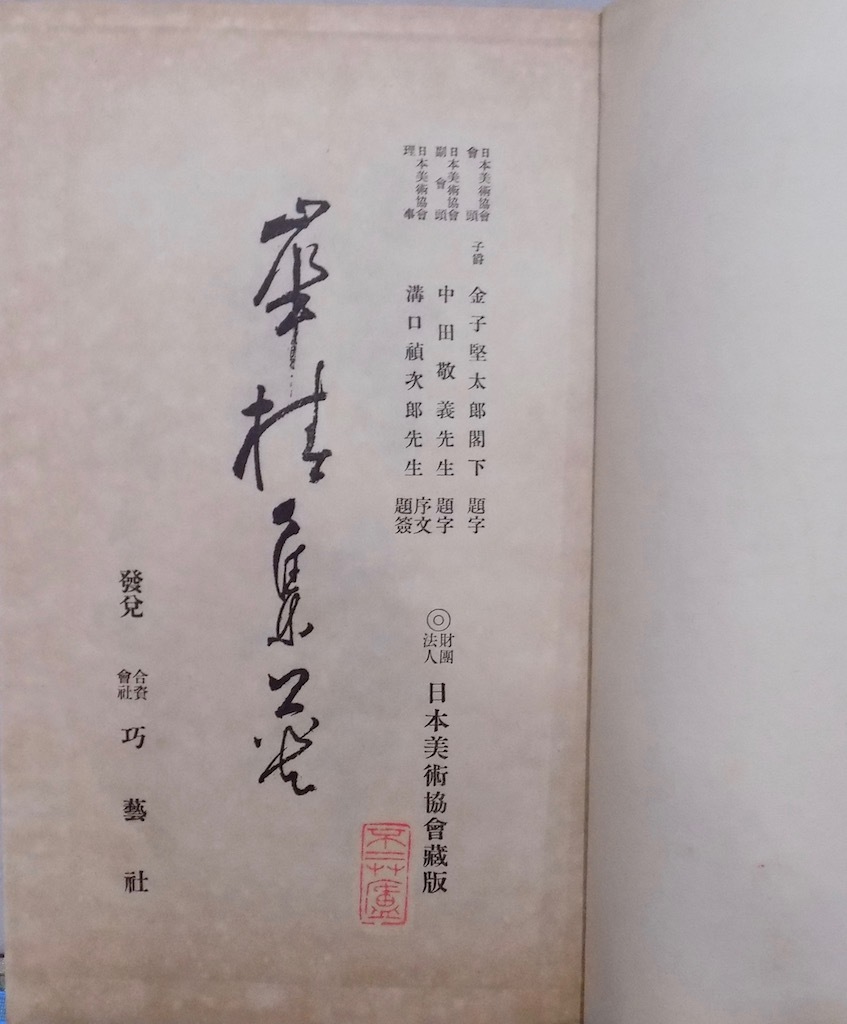 日本美術協會會頭 子爵 金子堅太郎閣下 題字
日本美術協會副會頭 中田敬義先生 題字
日本美術協會理事 溝口禎次郎先生 序文題簽
◎財團法人 日本美術協會藏版
崋椿集英
發兌 合資會社 巧藝社